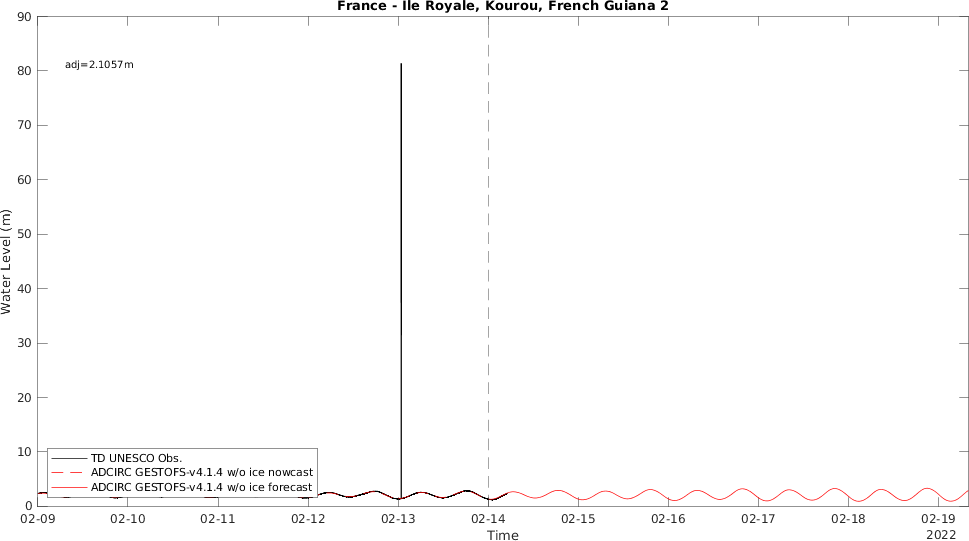 France - Ile Royale, Kourou, French Guiana 2
adj=2.1057m
90
80
70
60
50
40
30
20
10
0
Water Level (m)
TD UNESCO Obs.
ADCIRC GESTOFS-v4.1.4 w/o ice nowcast
ADCIRC GESTOFS-v4.1.4 w/o ice forecast
02-09 02-10 02-11 02-12 02-13 02-14 02-15 02-16 02-17 02-18 02-19
2022
Time